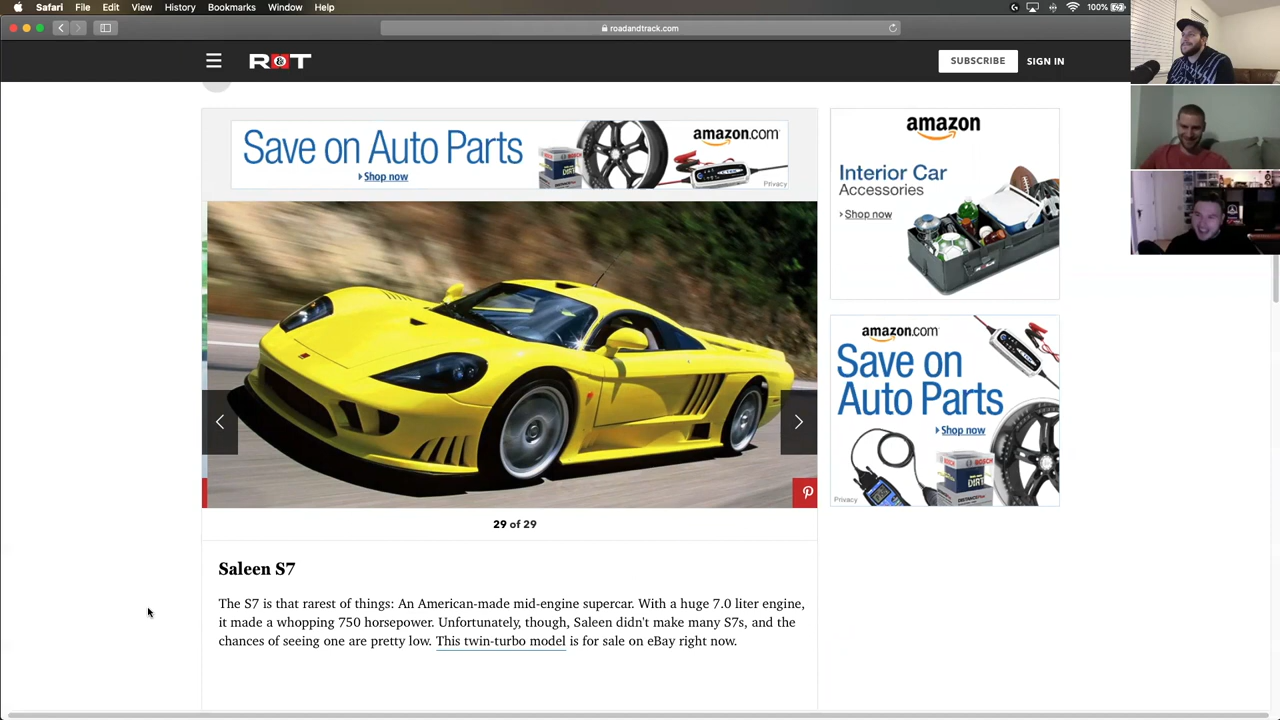 Safari File Edit View History Bookmarks Window Help
100%
roadandtrack.com
R&T
SUBSCRIBE SIGN IN
Save on Auto Parts
Shop now
amazon.com
Privacy
amazon
Interior Car
Accessories
Shop now
amazon.com
Save on
Auto Parts
Shop now
Privacy
29 of 29
Saleen S7
The S7 is that rarest of things: An American-made mid-engine supercar. With a huge 7.0 liter engine,
it made a whopping 750 horsepower. Unfortunately, though, Saleen didn't make many S7s, and the
chances of seeing one are pretty low. This twin-turbo model is for sale on eBay right now.